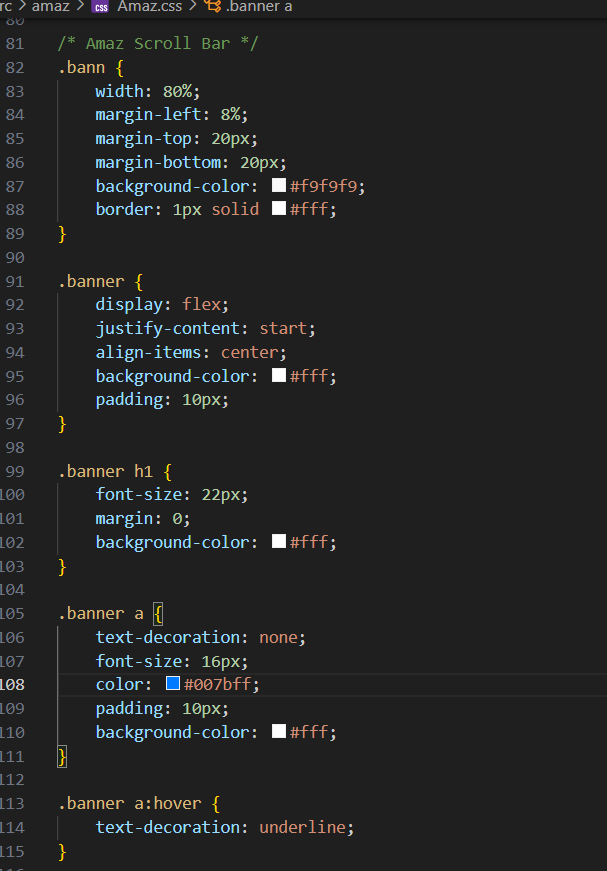 rc > amaz > css Amaz.css > .banner a
80
81 /* Amaz Scroll Bar */
82 .bann {
83     width: 80%;
84     margin-left: 8%;
85     margin-top: 20px;
86     margin-bottom: 20px;
87     background-color: #f9f9f9;
88     border: 1px solid #fff;
89 }
90
91 .banner {
92     display: flex;
93     justify-content: start;
94     align-items: center;
95     background-color: #fff;
96     padding: 10px;
97 }
98
99 .banner h1 {
100     font-size: 22px;
101     margin: 0;
102     background-color: #fff;
103 }
104
105 .banner a {
106     text-decoration: none;
107     font-size: 16px;
108     color: #007bff;
109     padding: 10px;
110     background-color: #fff;
111 }
112
113 .banner a:hover {
114     text-decoration: underline;
115 }